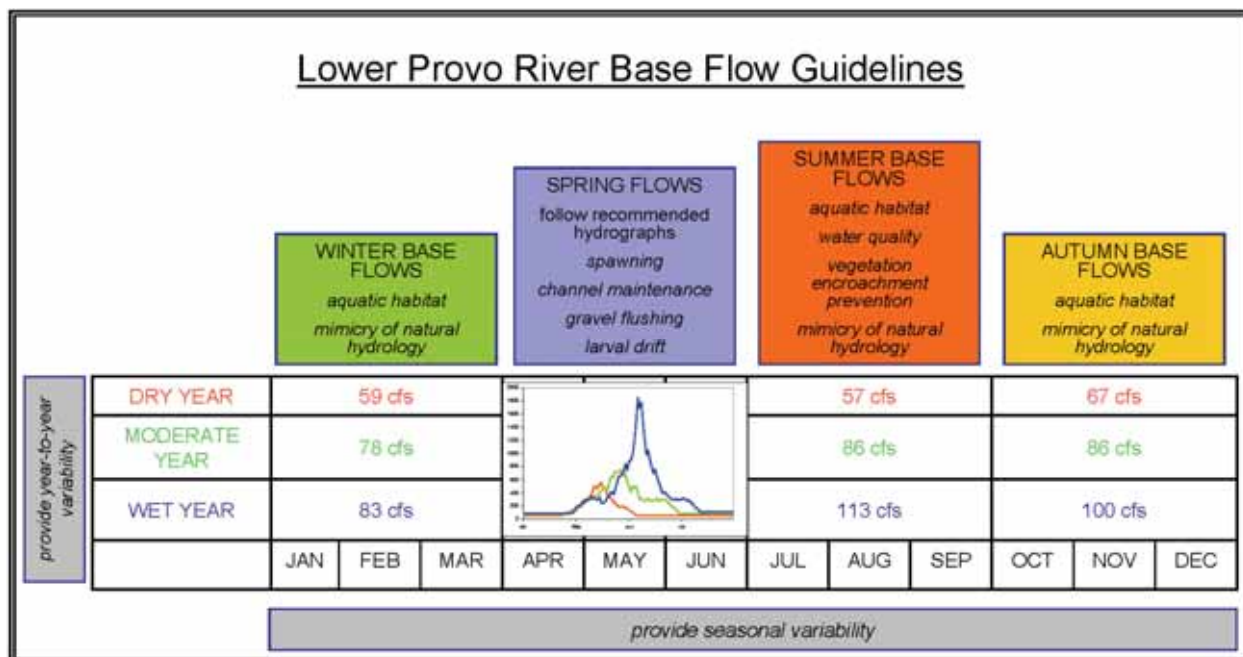 Lower Provo River Base Flow Guidelines
WINTER BASE
FLOWS
aquatic habitat
mimicry of natural
hydrology
SPRING FLOWS
follow recommended
hydrographs
spawning
channel maintenance
gravel flushing
larval drift
SUMMER BASE
FLOWS
aquatic habitat
water quality
vegetation
encroachment
prevention
mimicry of natural
hydrology
AUTUMN BASE
FLOWS
aquatic habitat
mimicry of natural
hydrology
provide year-to-year
variability
DRY YEAR 59 cfs 57 cfs 67 cfs
MODERATE
YEAR 78 cfs 86 cfs 86 cfs
WET YEAR 83 cfs 113 cfs 100 cfs
JAN FEB MAR APR MAY JUN JUL AUG SEP OCT NOV DEC
provide seasonal variability